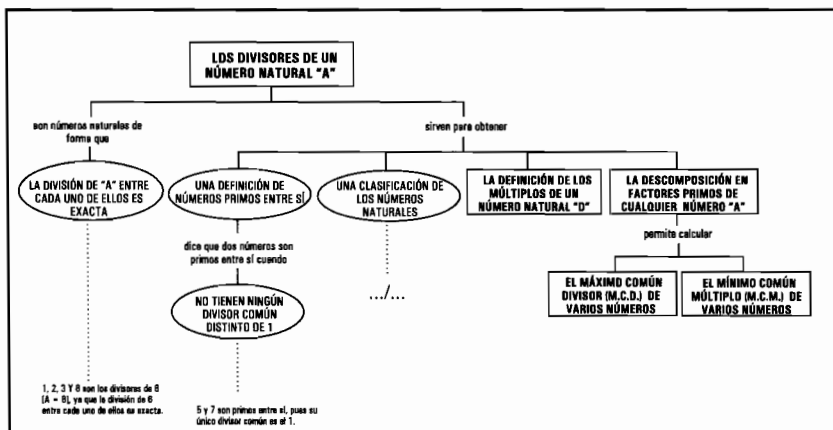 LOS DIVISORES DE UN
NÚMERO NATURAL "A"
son números naturales de
forma que
sirven para obtener
LA DIVISIÓN DE "A" ENTRE
CADA UNO DE ELLOS ES
EXACTA
UNA DEFINICIÓN DE
NÚMEROS PRIMOS ENTRE SÍ
UNA CLASIFICACIÓN DE
LOS NÚMEROS
NATURALES
LA DEFINICIÓN DE LOS
MÚLTIPLOS DE UN
NÚMERO NATURAL "D"
LA DESCOMPOSICIÓN EN
FACTORES PRIMOS DE
CUALQUIER NÚMERO "A"
dice que dos números son
primos entre sí cuando
permite calcular
NO TIENEN NINGÚN
DIVISOR COMÚN
DISTINTO DE 1
.../...
EL MÁXIMO COMÚN
DIVISOR (M.C.D.) DE
VARIOS NÚMEROS
EL MÍNIMO COMÚN
MÚLTIPLO (M.C.M.) DE
VARIOS NÚMEROS
1, 2, 3 Y 6 son los divisores de 6
(A = 6), ya que la división de 6
entre cada uno de ellos es exacta.
5 y 7 son primos entre sí, pues su
único divisor común es el 1.